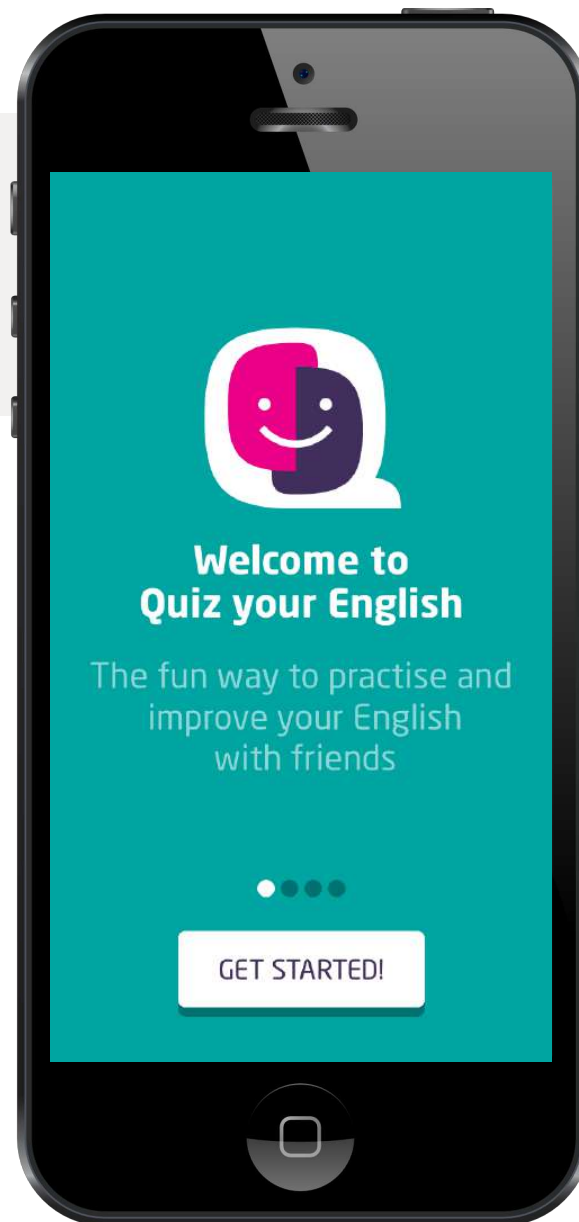 Welcome to
Quiz your English
The fun way to practise and
improve your English
with friends
GET STARTED!